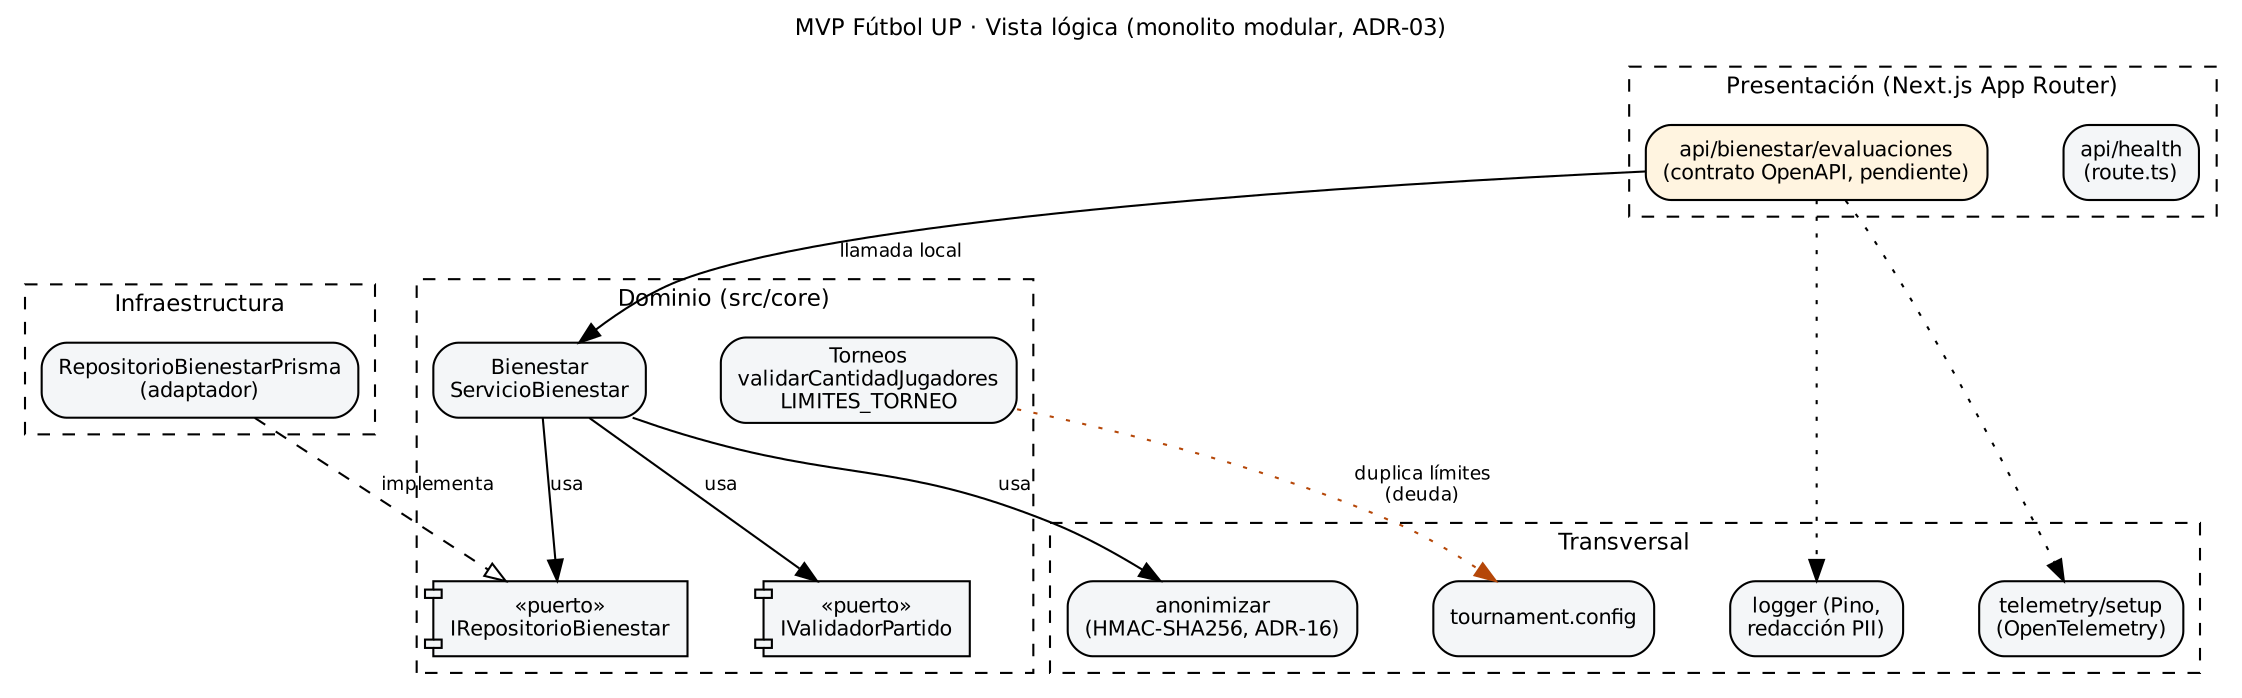 MVP Fútbol UP · Vista lógica (monolito modular, ADR-03)
Presentación (Next.js App Router)
api/bienestar/evaluaciones
(contrato OpenAPI, pendiente)
api/health
(route.ts)
llamada local
Infraestructura
RepositorioBienestarPrisma
(adaptador)
Dominio (src/core)
Bienestar
ServicioBienestar
Torneos
validarCantidadJugadores
LIMITES_TORNEO
implementa
usa
usa
usa
duplica límites
(deuda)
«puerto»
IRepositorioBienestar
«puerto»
IValidadorPartido
Transversal
anonimizar
(HMAC-SHA256, ADR-16)
tournament.config
logger (Pino,
redacción PII)
telemetry/setup
(OpenTelemetry)